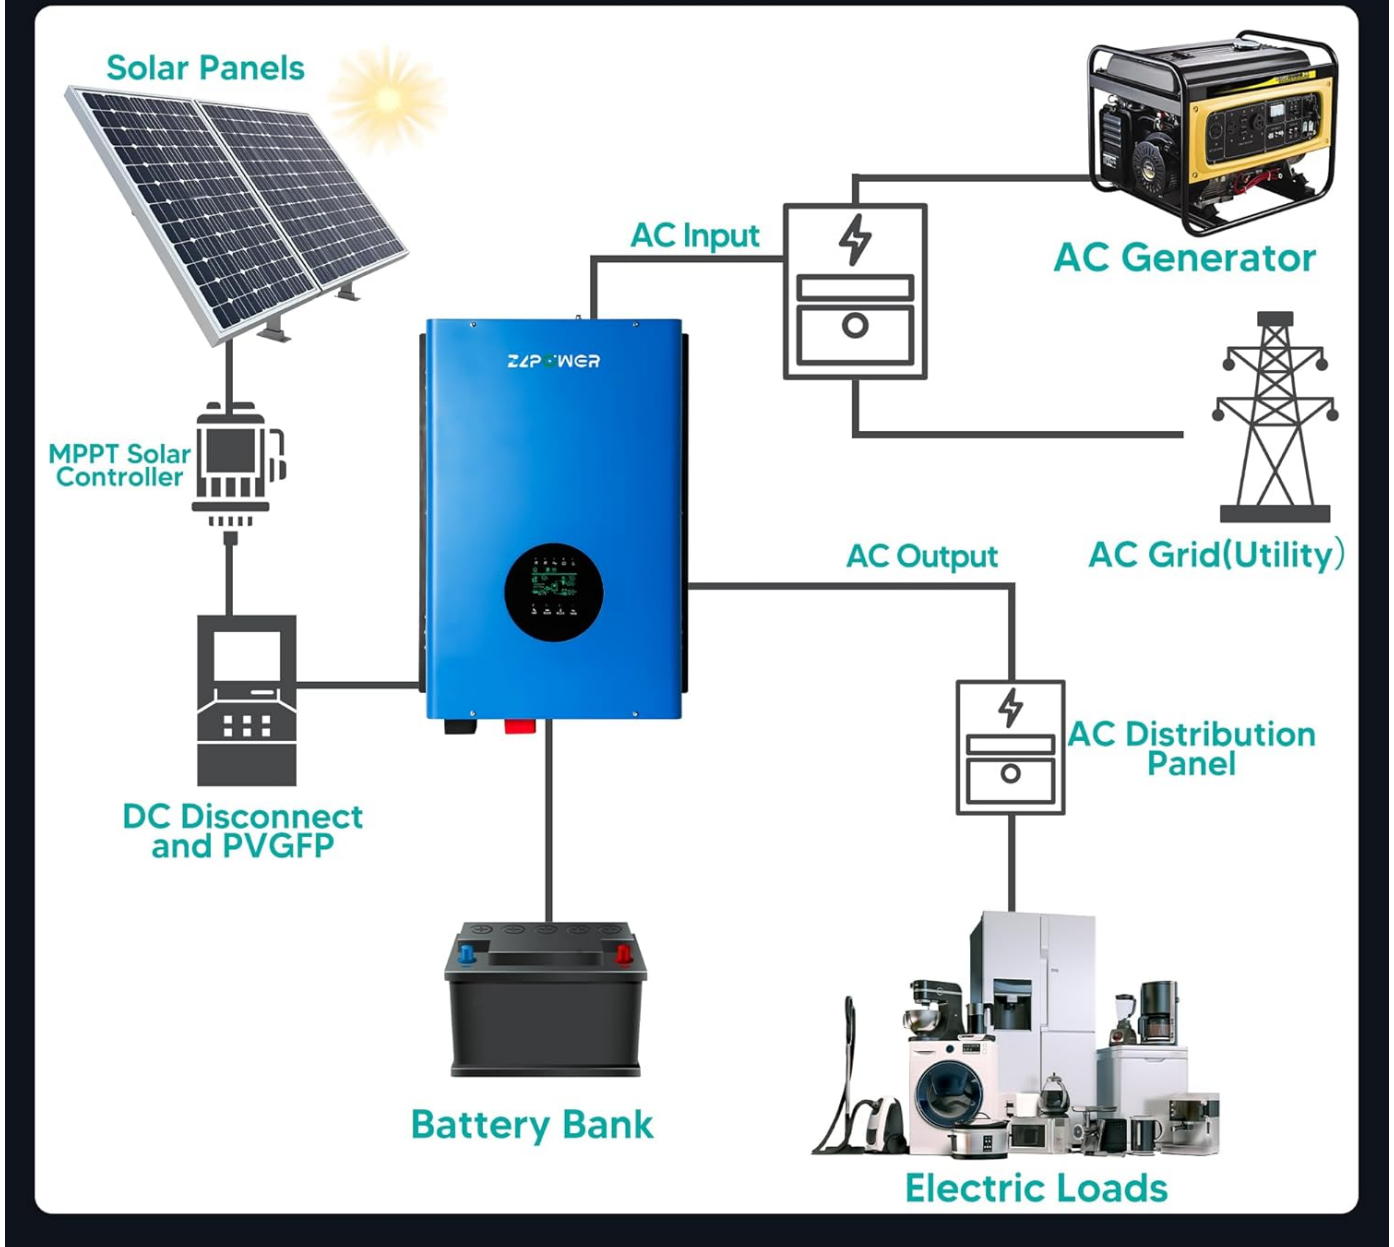 Solar Panels
AC Input
AC Generator
ZLPOWER
MPPT Solar
Controller
AC Output
AC Grid(Utility)
AC Distribution
Panel
DC Disconnect
and PVGFP
Battery Bank
Electric Loads